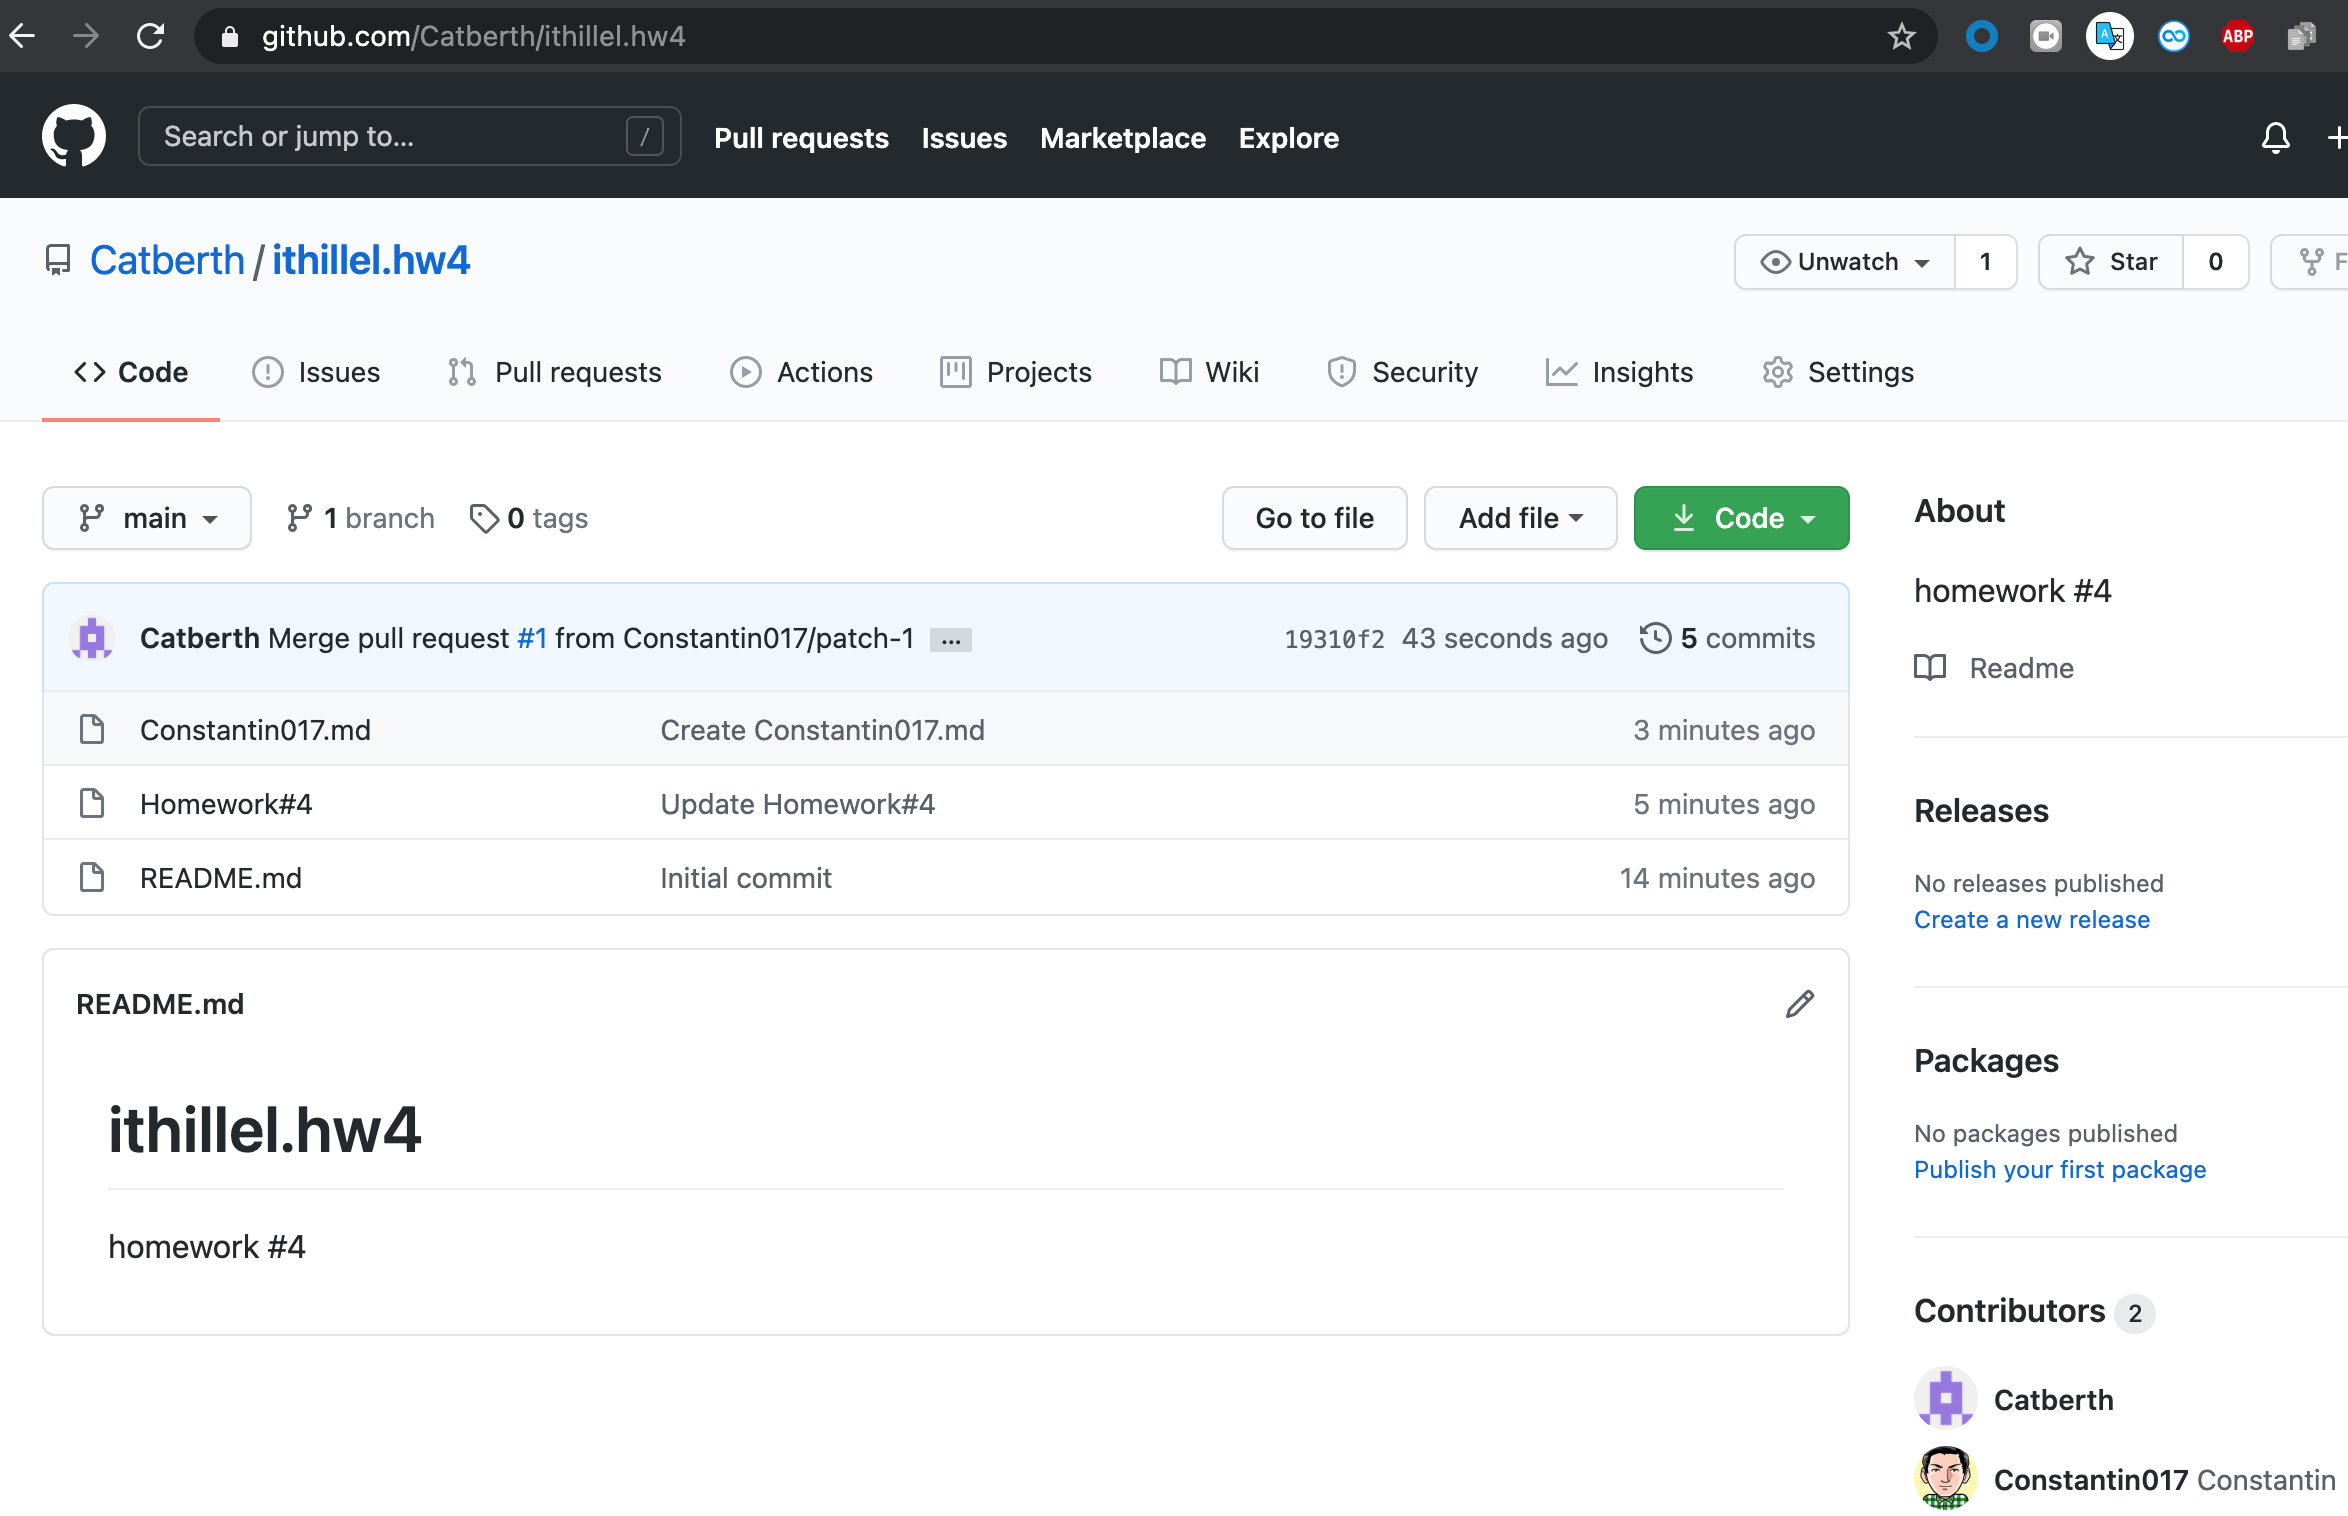 github.com/Catberth/ithillel.hw4
ABP
Search or jump to... /
Pull requests Issues Marketplace Explore
Catberth / ithillel.hw4
Unwatch 1 Star 0 F
Code Issues Pull requests Actions Projects Wiki Security Insights Settings
main 1 branch 0 tags Go to file Add file Code
Catberth Merge pull request #1 from Constantin017/patch-1 ... 19310f2 43 seconds ago 5 commits
Constantin017.md Create Constantin017.md 3 minutes ago
Homework#4 Update Homework#4 5 minutes ago
README.md Initial commit 14 minutes ago
README.md
ithillel.hw4
homework #4
About
homework #4
Readme
Releases
No releases published
Create a new release
Packages
No packages published
Publish your first package
Contributors 2
Catberth
Constantin017 Constantin